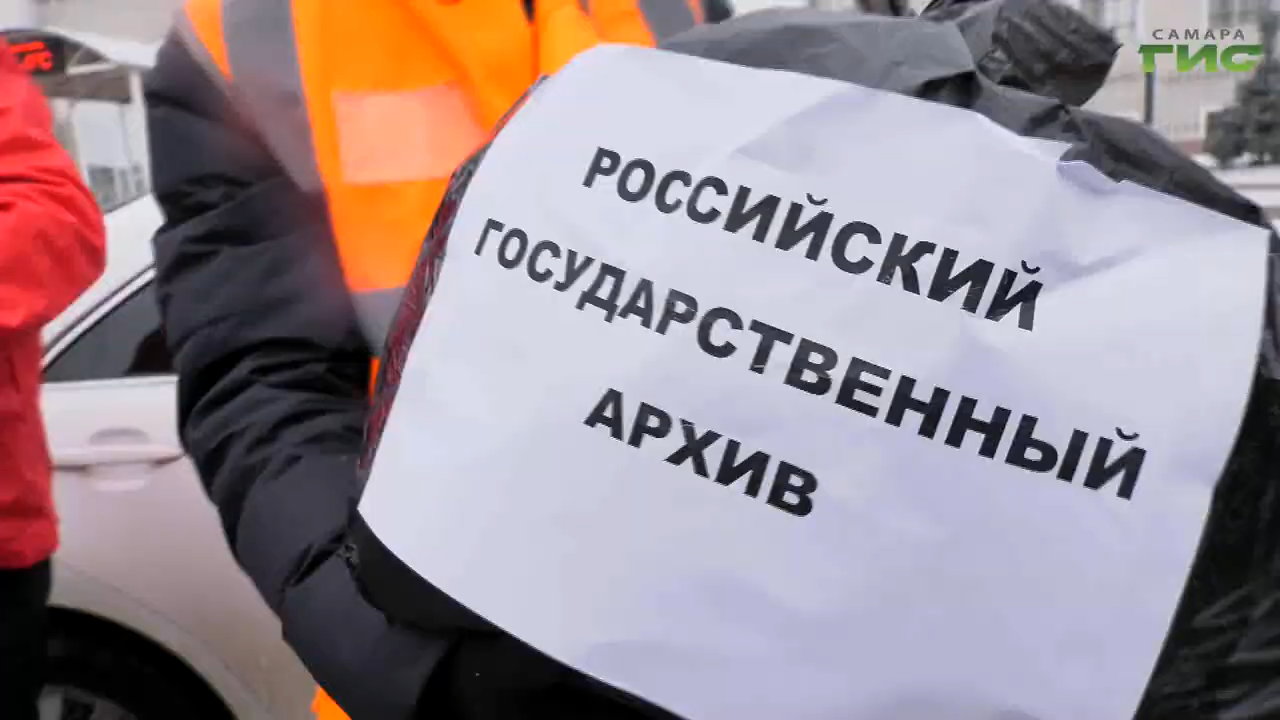 САМАРА
ГИС
РОССИЙСКИЙ
ГОСУДАРСТВЕННЫЙ
АРХИВ